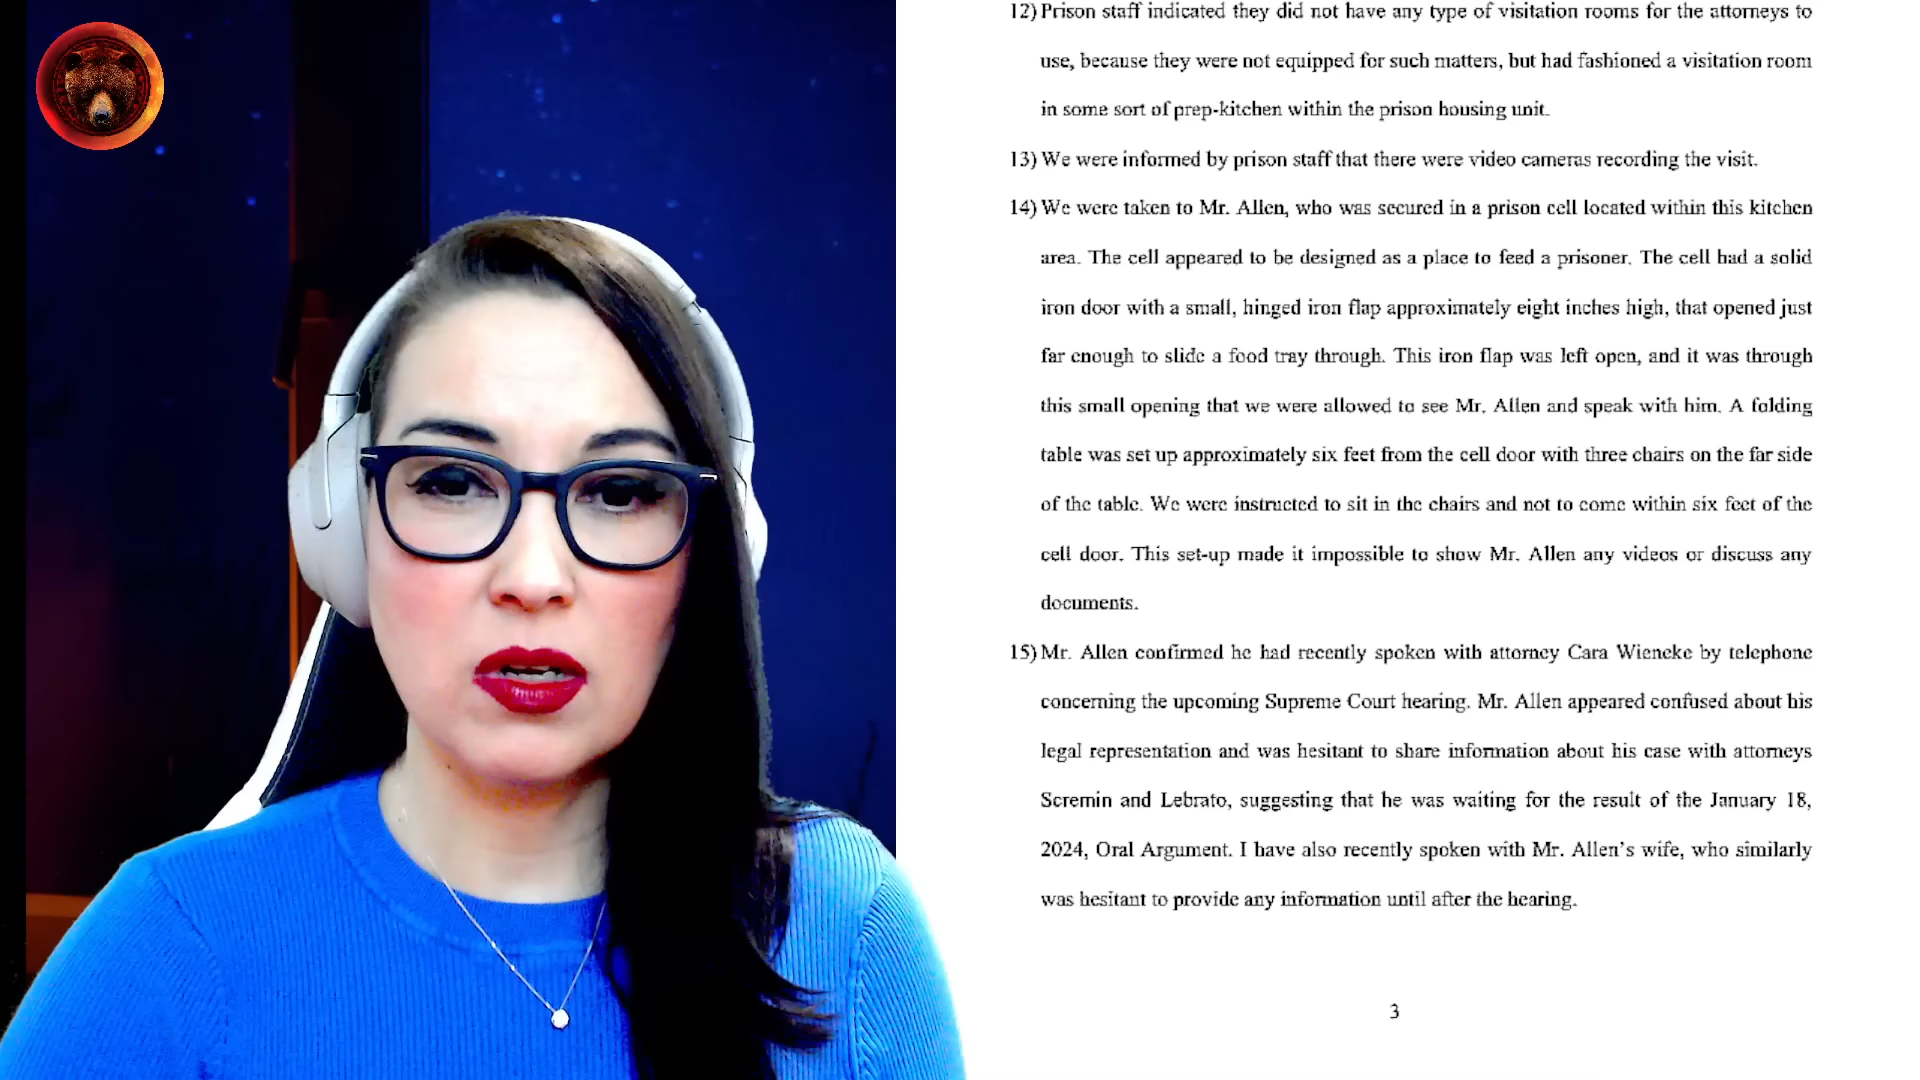 12) Prison staff indicated they did not have any type of visitation rooms for the attorneys to
use, because they were not equipped for such matters, but had fashioned a visitation room
in some sort of prep-kitchen within the prison housing unit.
13) We were informed by prison staff that there were video cameras recording the visit.
14) We were taken to Mr. Allen, who was secured in a prison cell located within this kitchen
area. The cell appeared to be designed as a place to feed a prisoner. The cell had a solid
iron door with a small, hinged iron flap approximately eight inches high, that opened just
far enough to slide a food tray through. This iron flap was left open, and it was through
this small opening that we were allowed to see Mr. Allen and speak with him. A folding
table was set up approximately six feet from the cell door with three chairs on the far side
of the table. We were instructed to sit in the chairs and not to come within six feet of the
cell door. This set-up made it impossible to show Mr. Allen any videos or discuss any
documents.
15) Mr. Allen confirmed he had recently spoken with attorney Cara Wieneke by telephone
concerning the upcoming Supreme Court hearing. Mr. Allen appeared confused about his
legal representation and was hesitant to share information about his case with attorneys
Scremin and Lebrato, suggesting that he was waiting for the result of the January 18,
2024, Oral Argument. I have also recently spoken with Mr. Allen's wife, who similarly
was hesitant to provide any information until after the hearing.
3